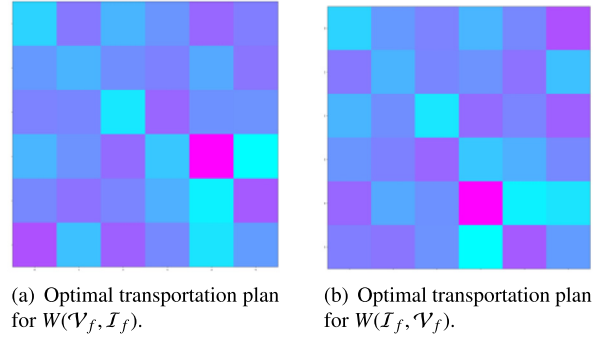 (a) Optimal transportation plan
for W(𝒱_f, ℐ_f).
(b) Optimal transportation plan
for W(ℐ_f, 𝒱_f).